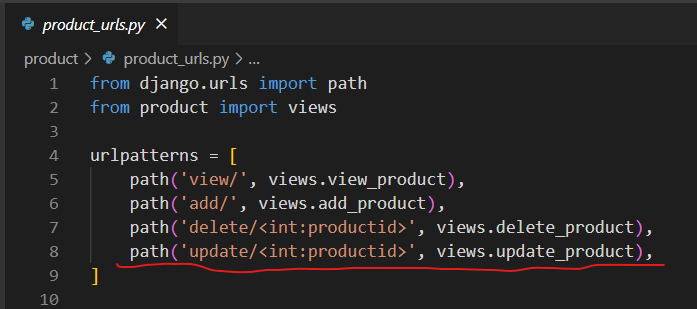 product_urls.py ×
product > product_urls.py > ...
1 from django.urls import path
2 from product import views
3
4 urlpatterns = [
5     path('view/', views.view_product),
6     path('add/', views.add_product),
7     path('delete/<int:productid>', views.delete_product),
8     path('update/<int:productid>', views.update_product),
9 ]
10